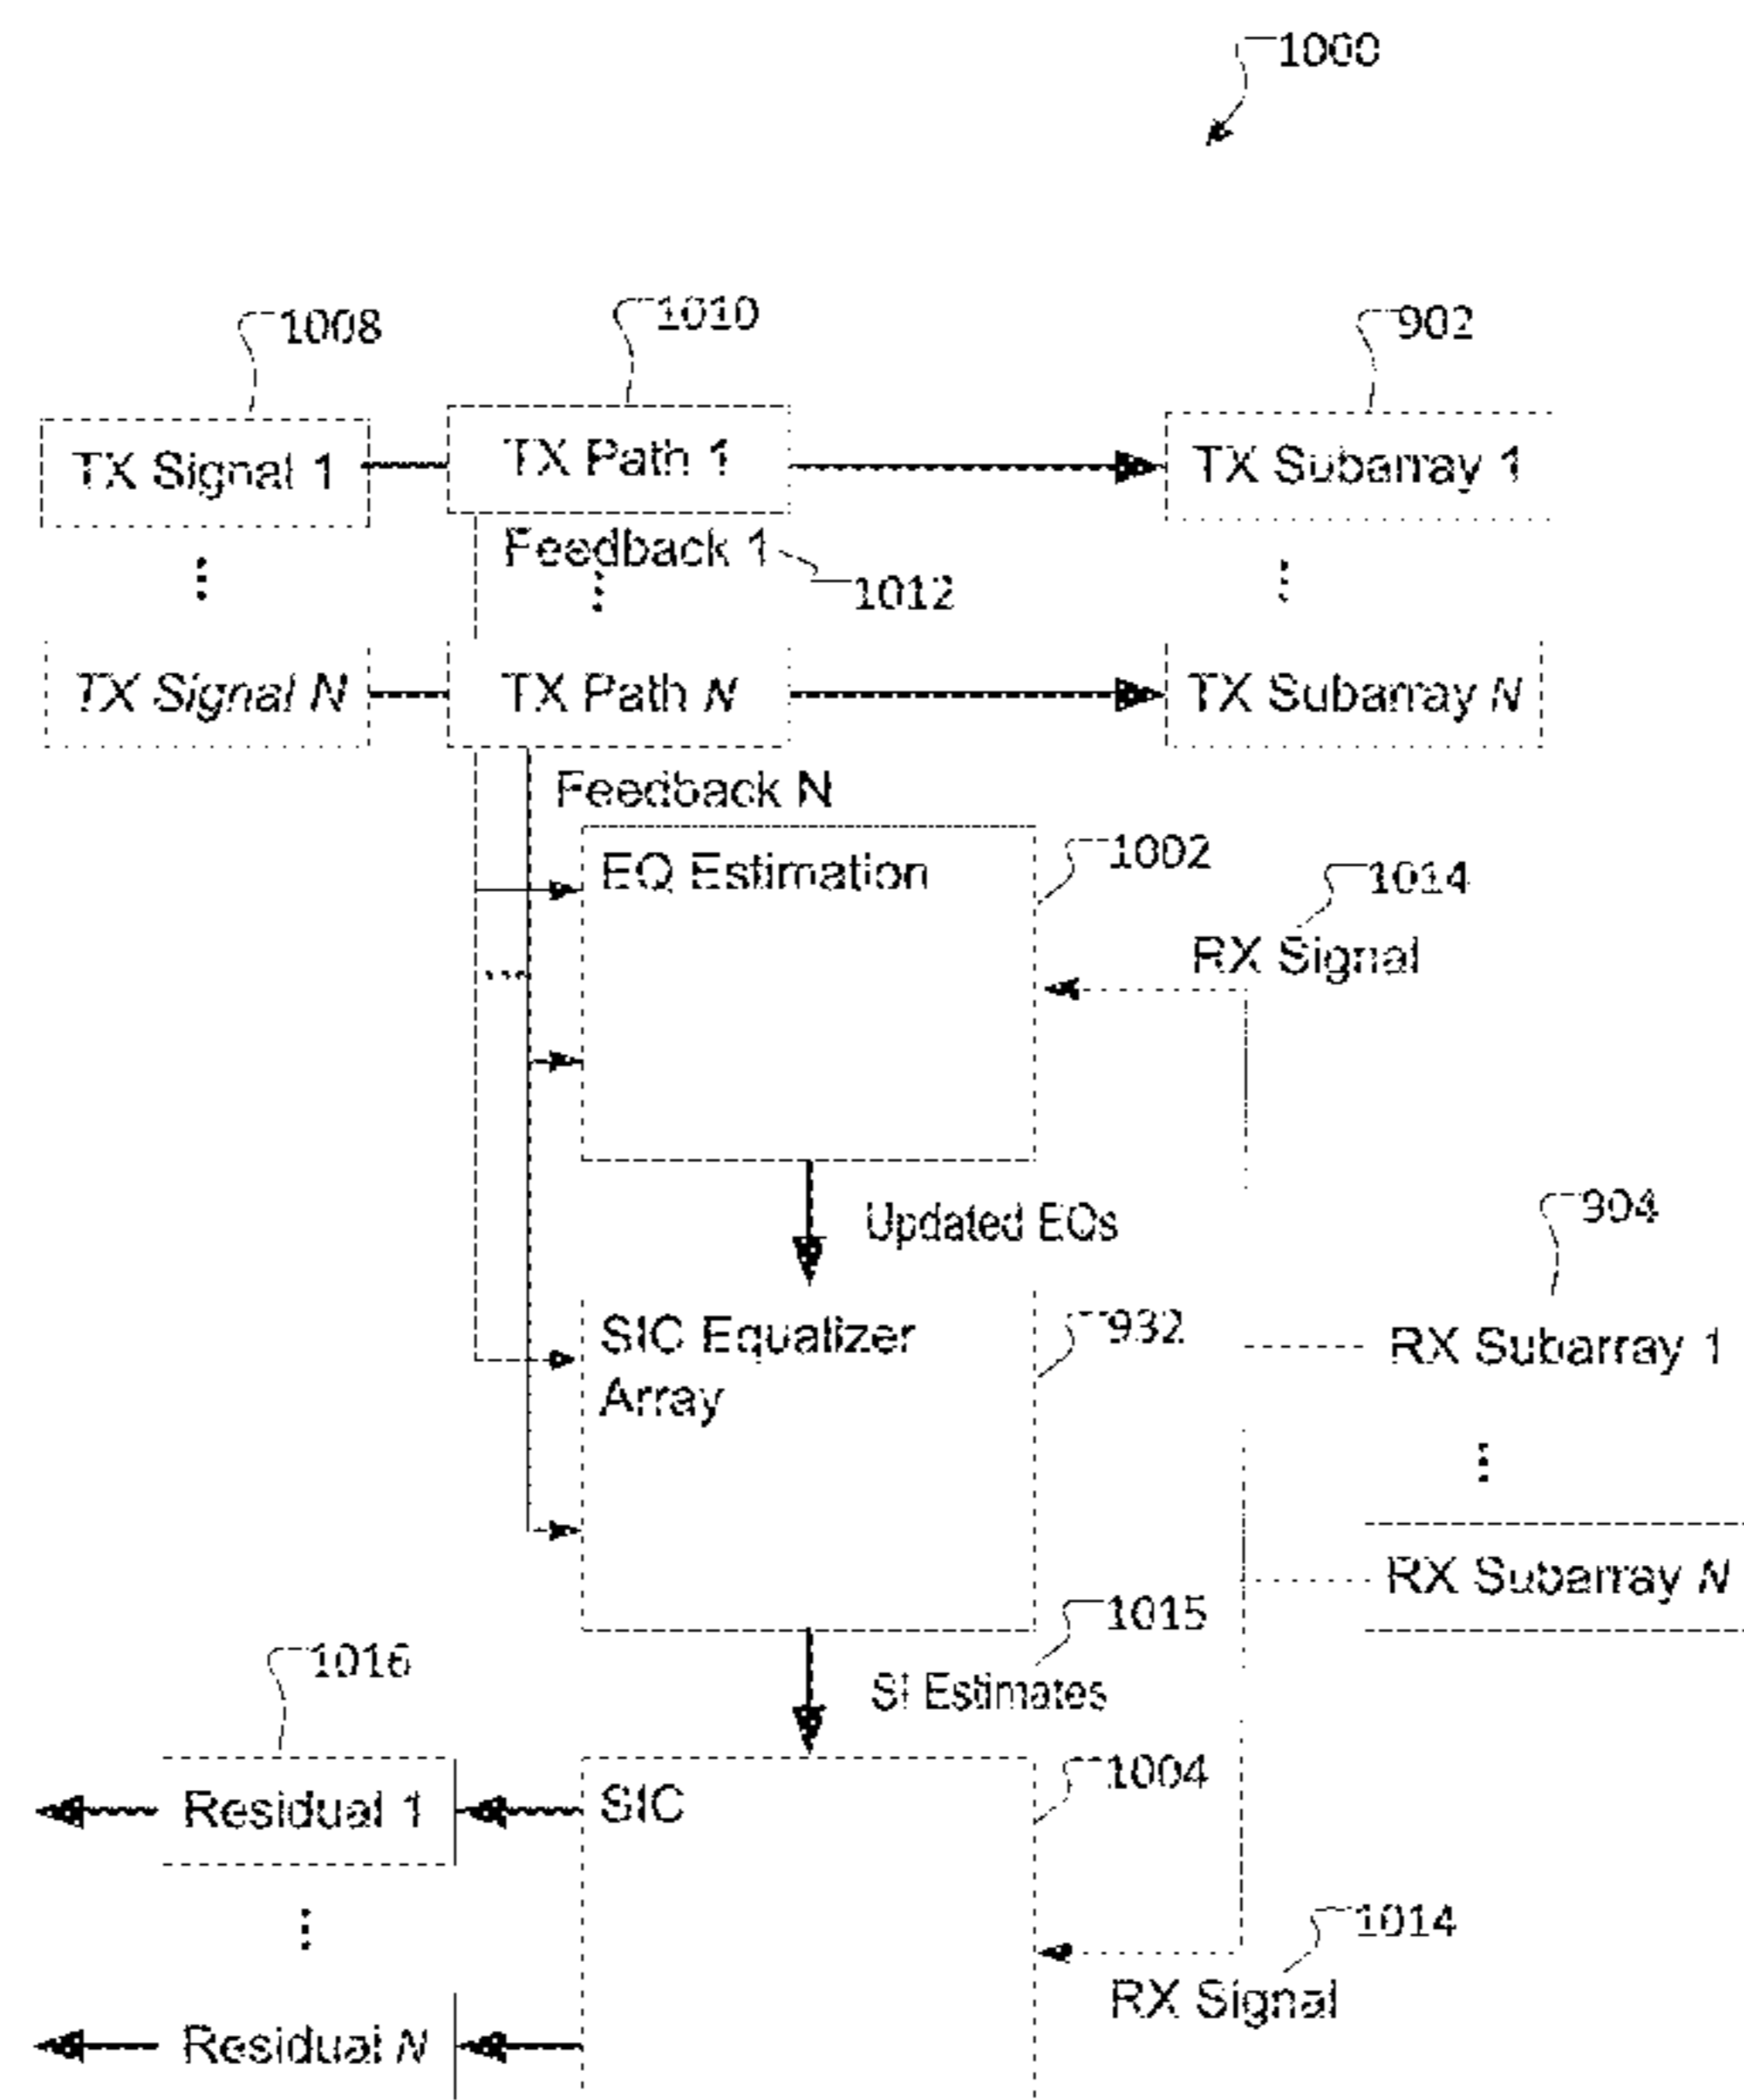 1000
1008
1010
902
TX Signal 1
TX Path 1
TX Subarray 1
Feedback 1
1012
TX Signal N
TX Path N
TX Subarray N
Feedback N
EQ Estimation
1002
1014
RX Signal
Updated EQs
904
SIC Equalizer
Array
932
RX Subarray 1
RX Subarray N
1015
SI Estimates
1016
Residual 1
SIC
1004
1014
RX Signal
Residual N